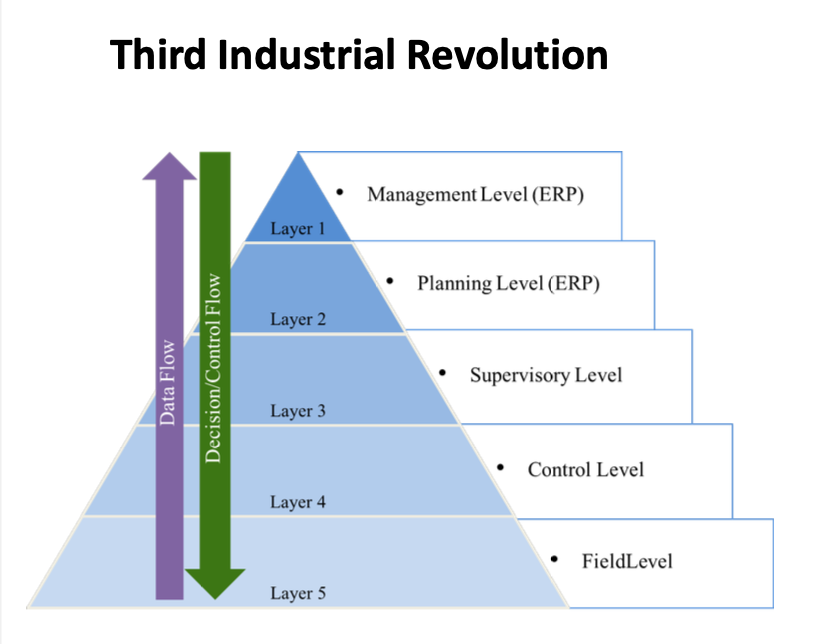 Third Industrial Revolution
Data Flow
Decision/Control Flow
Layer 1
• Management Level (ERP)
Layer 2
• Planning Level (ERP)
Layer 3
• Supervisory Level
Layer 4
• Control Level
Layer 5
• FieldLevel